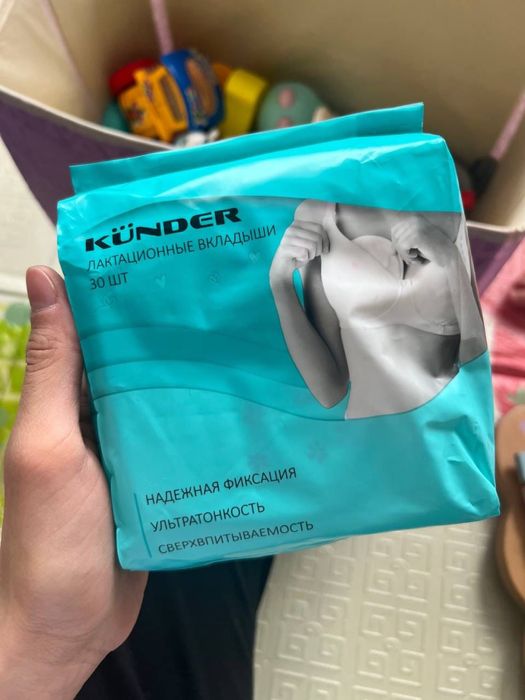 KÜNDER
ЛАКТАЦИОННЫЕ ВКЛАДЫШИ
30 ШТ
НАДЕЖНАЯ ФИКСАЦИЯ
УЛЬТРАТОНКОСТЬ
СВЕРХВПИТЫВАЕМОСТЬ